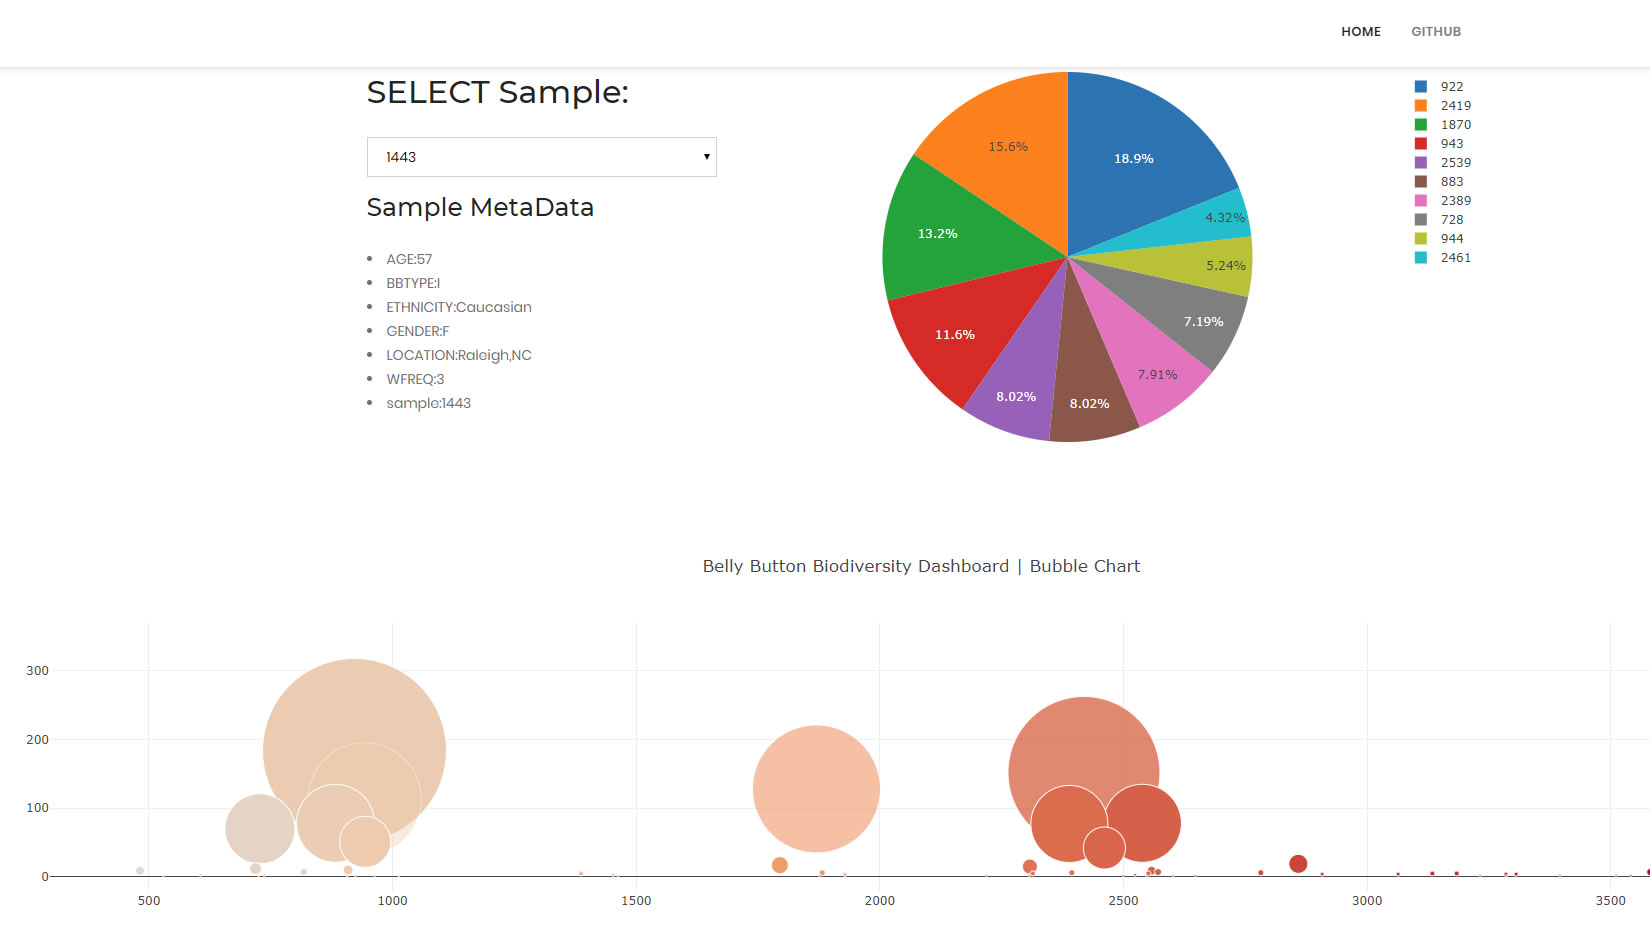 HOME GITHUB
SELECT Sample:
1443
Sample MetaData
AGE:57
BBTYPE:I
ETHNICITY:Caucasian
GENDER:F
LOCATION:Raleigh,NC
WFREQ:3
sample:1443
18.9%
4.32%
5.24%
7.19%
7.91%
8.02%
8.02%
11.6%
13.2%
15.6%
922
2419
1870
943
2539
883
2389
728
944
2461
Belly Button Biodiversity Dashboard | Bubble Chart
300
200
100
0
500 1000 1500 2000 2500 3000 3500